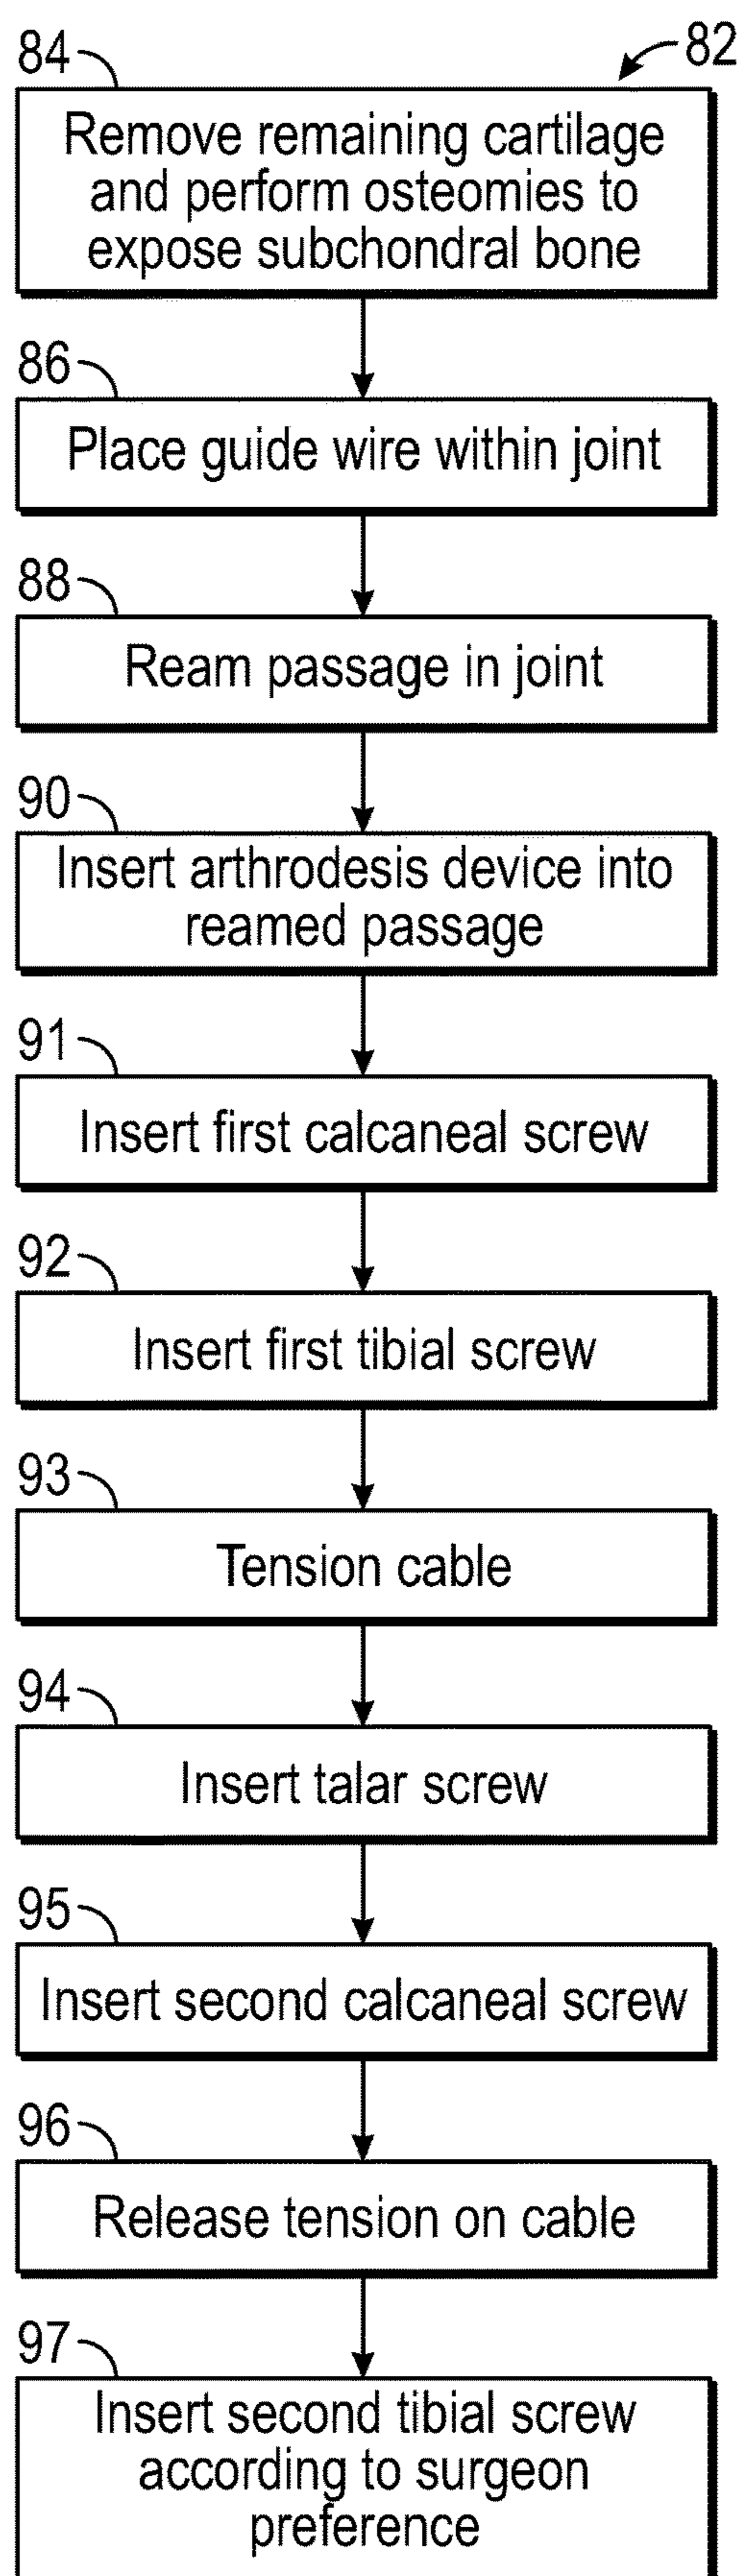 82
84
Remove remaining cartilage
and perform osteomies to
expose subchondral bone
86
Place guide wire within joint
88
Ream passage in joint
90
Insert arthrodesis device into
reamed passage
91
Insert first calcaneal screw
92
Insert first tibial screw
93
Tension cable
94
Insert talar screw
95
Insert second calcaneal screw
96
Release tension on cable
97
Insert second tibial screw
according to surgeon
preference